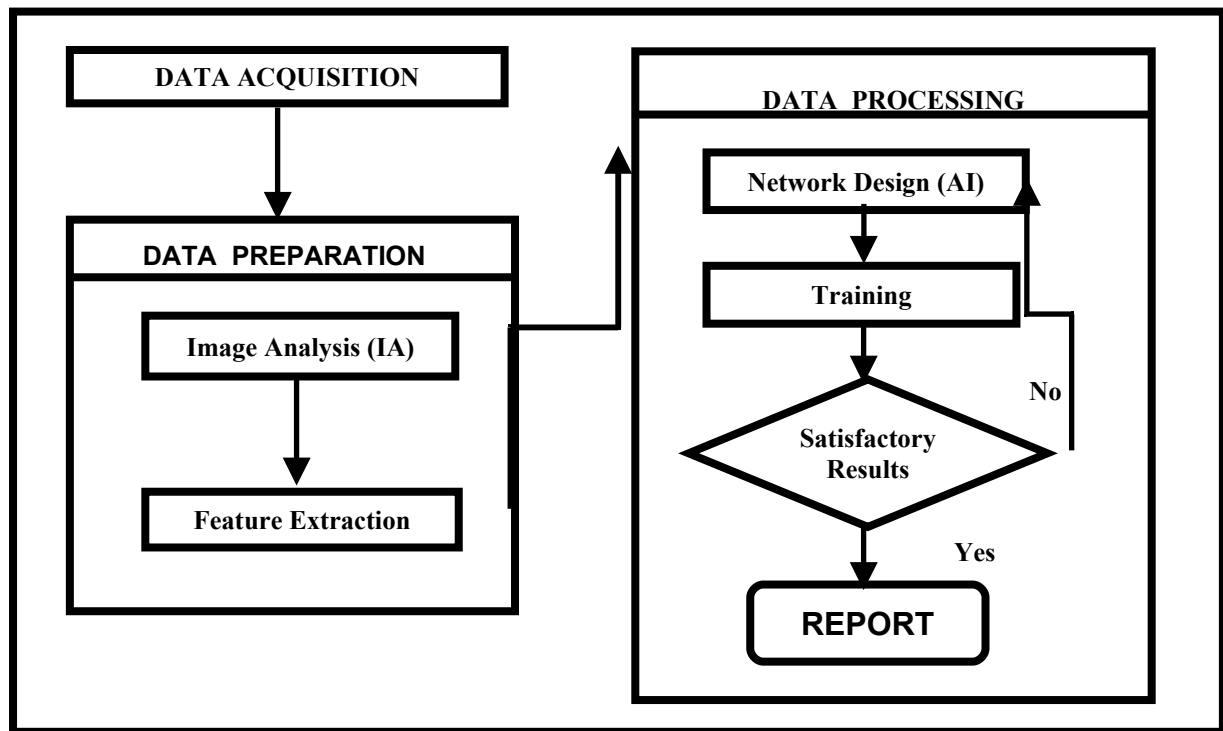 DATA ACQUISITION
DATA PREPARATION
Image Analysis (IA)
Feature Extraction
DATA PROCESSING
Network Design (AI)
Training
Satisfactory
Results
No
Yes
REPORT